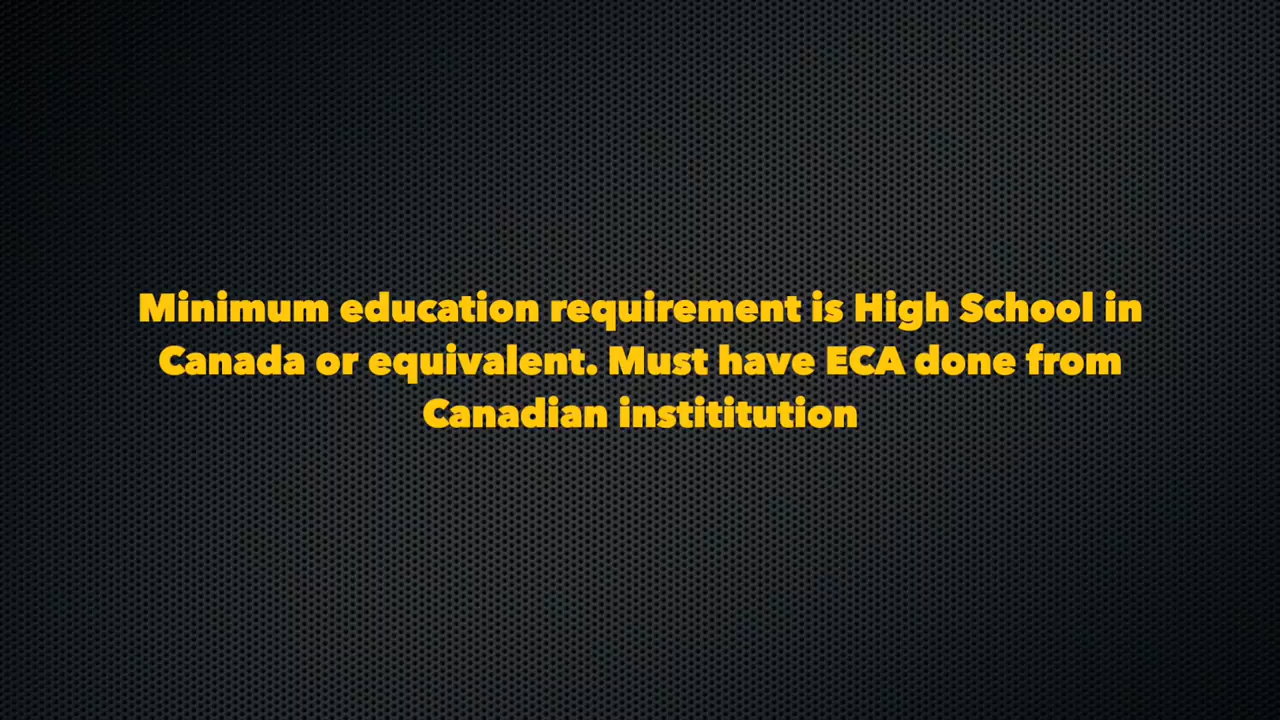 Minimum education requirement is High School in
Canada or equivalent. Must have ECA done from
Canadian instititution